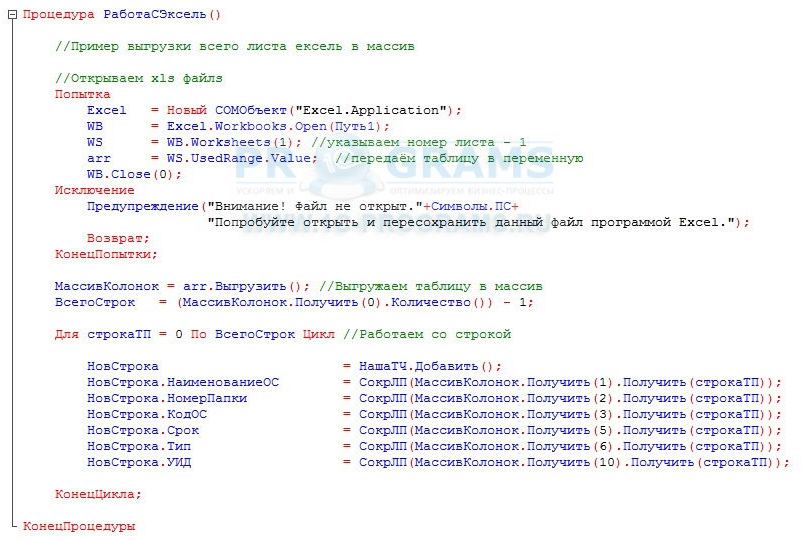 Процедура РаботаСЭксель()
//Пример выгрузки всего листа ексель в массив
//Открываем xls файлs
Попытка
Excel = Новый COMОбъект("Excel.Application");
WB = Excel.Workbooks.Open(Путь1);
WS = WB.Worksheets(1); //указываем номер листа - 1
arr = WS.UsedRange.Value; //передаём таблицу в переменную
WB.Close(0);
Исключение
Предупреждение("Внимание! Файл не открыт."+Символы.ПС+
"Попробуйте открыть и пересохранить данный файл программой Excel.");
Возврат;
КонецПопытки;
МассивКолонок = arr.Выгрузить(); //Выгружаем таблицу в массив
ВсегоСтрок = (МассивКолонок.Получить(0).Количество()) - 1;
Для строкаТП = 0 По ВсегоСтрок Цикл //Работаем со строкой
НовСтрока = НашаТЧ.Добавить();
НовСтрока.НаименованиеОС = СокрЛП(МассивКолонок.Получить(1).Получить(строкаТП));
НовСтрока.НомерПапки = СокрЛП(МассивКолонок.Получить(2).Получить(строкаТП));
НовСтрока.КодОС = СокрЛП(МассивКолонок.Получить(3).Получить(строкаТП));
НовСтрока.Срок = СокрЛП(МассивКолонок.Получить(5).Получить(строкаТП));
НовСтрока.Тип = СокрЛП(МассивКолонок.Получить(6).Получить(строкаТП));
НовСтрока.УИД = СокрЛП(МассивКолонок.Получить(10).Получить(строкаТП));
КонецЦикла;
КонецПроцедуры
PR GRAMS
УСКОРЯЕМ И ОПТИМИЗИРУЕМ БИЗНЕС-ПРОЦЕССЫ
WWW.1C-PROGRAMS.RU